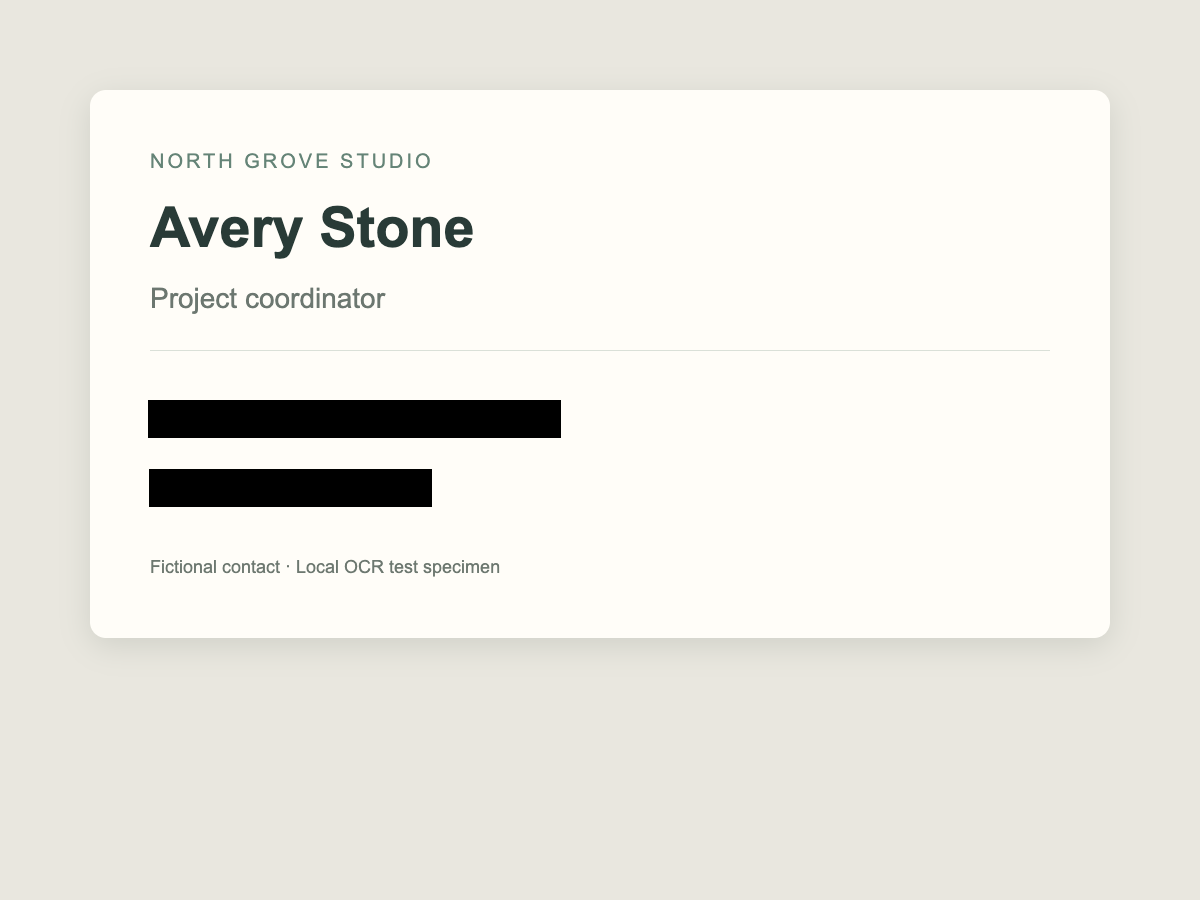 NORTH GROVE STUDIO
Avery Stone
Project coordinator
Fictional contact · Local OCR test specimen